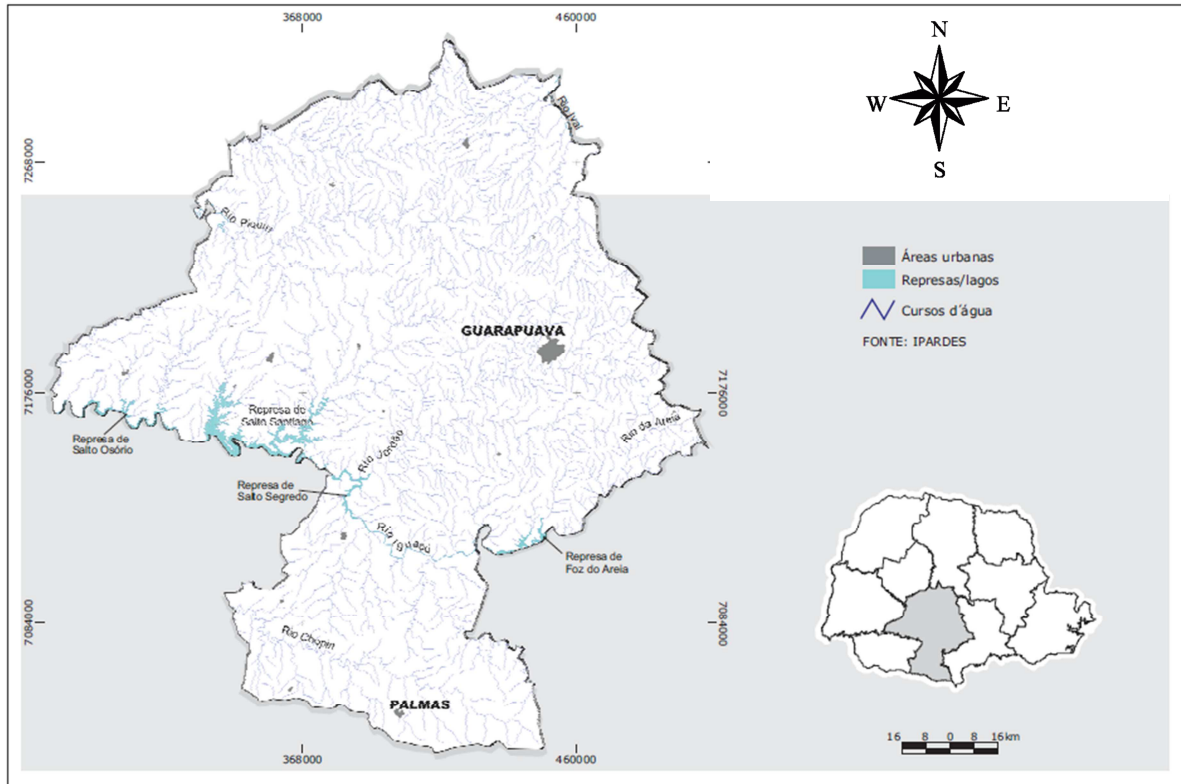 368000
460000
N
W
E
S
7268000
Rio Ivaí
Rio Piquiri
Áreas urbanas
Represas/lagos
Cursos d'água
FONTE: IPARDES
GUARAPUAVA
7176000
7176000
Represa de
Salto Santiago
Rio da Areia
Represa de
Salto Osório
Rio Jordão
Represa de
Salto Segredo
Rio Iguaçú
Represa de
Foz do Areia
7084000
7084000
Rio Chopin
PALMAS
16 8 0 8 16km
368000
460000